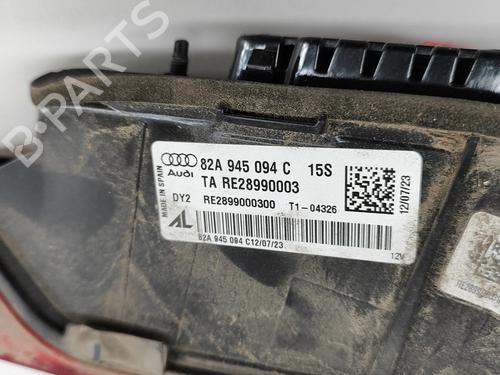 B-PARTS
MADE IN SPAIN
Audi
82A 945 094 C 15S
TA RE28990003
DY2 RE2899000300 T1-04326
AL
82A 945 094 C12/07/23
12/07/23
12V